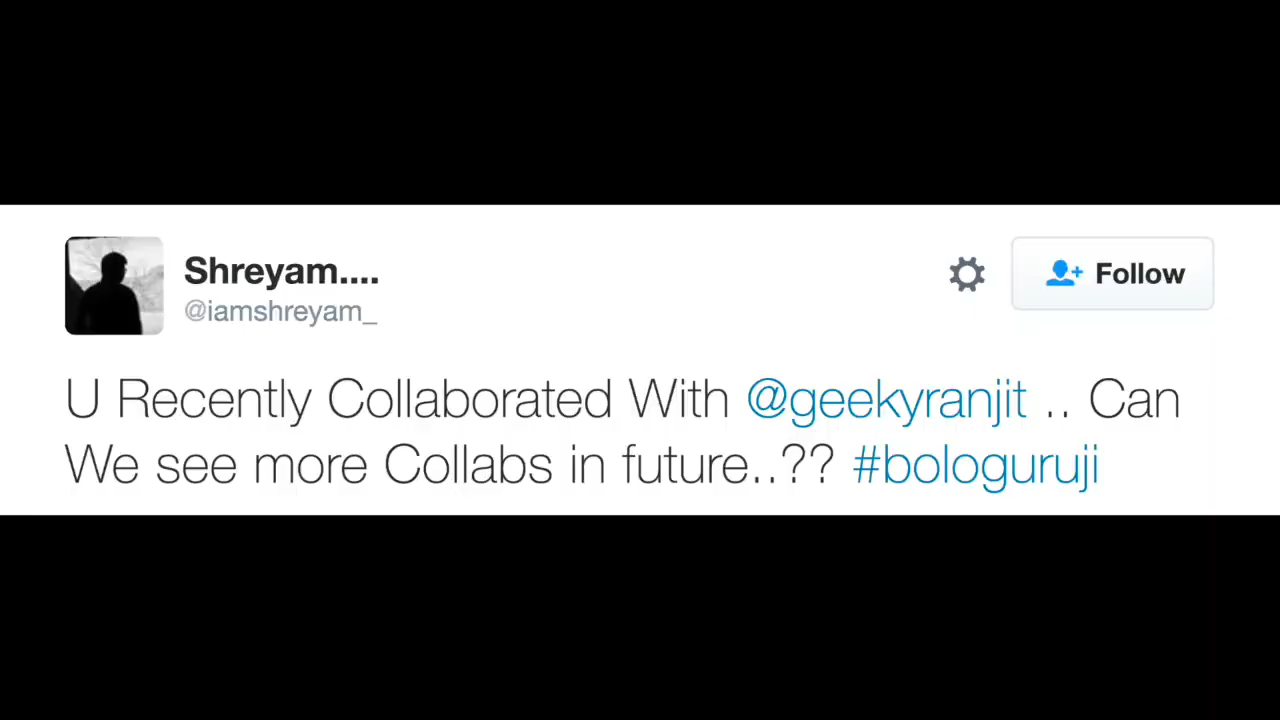 Shreyam....
@iamshreyam_
Follow
U Recently Collaborated With @geekyranjit .. Can
We see more Collabs in future..?? #bologuruji